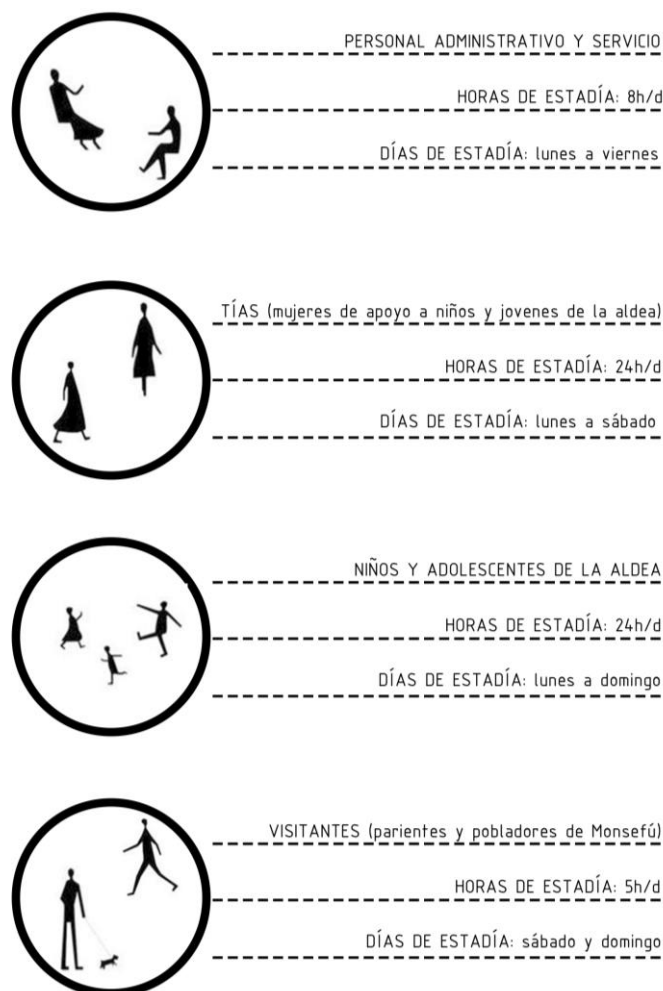 PERSONAL ADMINISTRATIVO Y SERVICIO
HORAS DE ESTADÍA: 8h/d
DÍAS DE ESTADÍA: lunes a viernes
TÍAS (mujeres de apoyo a niños y jovenes de la aldea)
HORAS DE ESTADÍA: 24h/d
DÍAS DE ESTADÍA: lunes a sábado
NIÑOS Y ADOLESCENTES DE LA ALDEA
HORAS DE ESTADÍA: 24h/d
DÍAS DE ESTADÍA: lunes a domingo
VISITANTES (parientes y pobladores de Monsefú)
HORAS DE ESTADÍA: 5h/d
DÍAS DE ESTADÍA: sábado y domingo